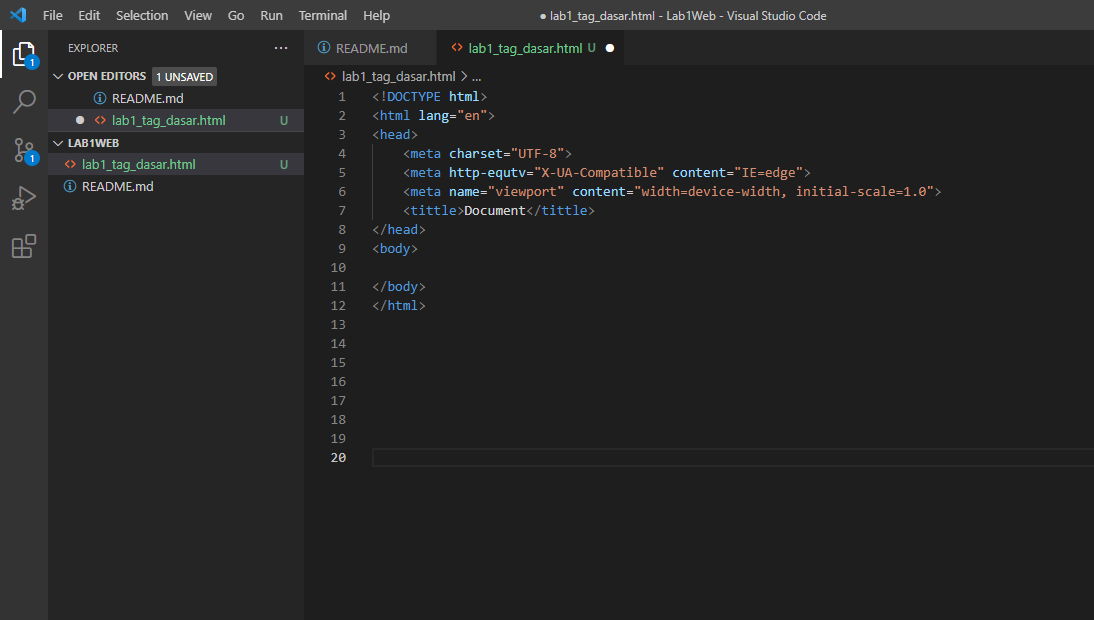 File Edit Selection View Go Run Terminal Help
● lab1_tag_dasar.html - Lab1Web - Visual Studio Code
EXPLORER ...
OPEN EDITORS 1 UNSAVED
README.md
lab1_tag_dasar.html U
LAB1WEB
lab1_tag_dasar.html U
README.md
1
1
README.md
lab1_tag_dasar.html U
lab1_tag_dasar.html > ...
1 <!DOCTYPE html>
2 <html lang="en">
3 <head>
4 <meta charset="UTF-8">
5 <meta http-equtv="X-UA-Compatible" content="IE=edge">
6 <meta name="viewport" content="width=device-width, initial-scale=1.0">
7 <tittle>Document</tittle>
8 </head>
9 <body>
10
11 </body>
12 </html>
13
14
15
16
17
18
19
20